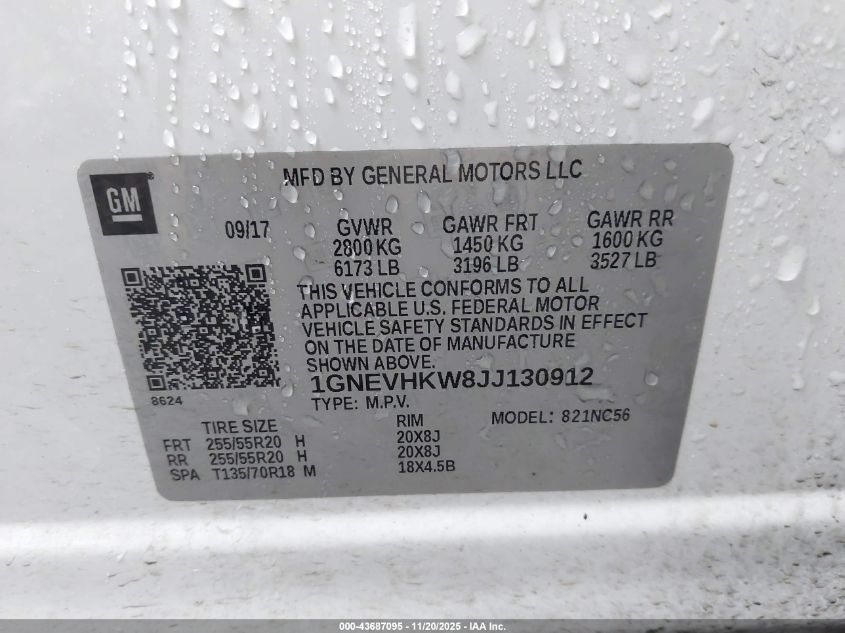 MFD BY GENERAL MOTORS LLC
GM ®
09/17 GVWR GAWR FRT GAWR RR
2800 KG 1450 KG 1600 KG
6173 LB 3196 LB 3527 LB
THIS VEHICLE CONFORMS TO ALL
APPLICABLE U.S. FEDERAL MOTOR
VEHICLE SAFETY STANDARDS IN EFFECT
ON THE DATE OF MANUFACTURE
SHOWN ABOVE.
1GNEVHKW8JJ130912
8624
TYPE: M.P.V.
TIRE SIZE RIM MODEL: 821NC56
FRT 255/55R20 H 20X8J
RR 255/55R20 H 20X8J
SPA T135/70R18 M 18X4.5B
000-43687095 - 11/20/2025 - IAA Inc.